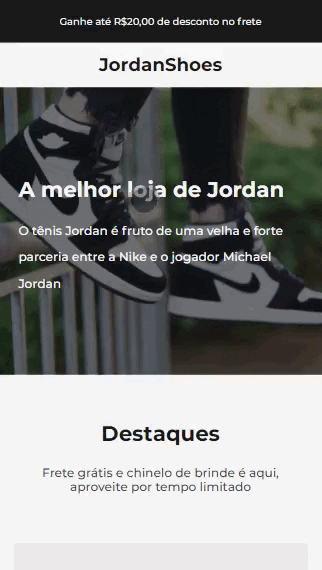 Ganhe até R$20,00 de desconto no frete
JordanShoes
A melhor loja de Jordan
O tênis Jordan é fruto de uma velha e forte
parceria entre a Nike e o jogador Michael
Jordan
Destaques
Frete grátis e chinelo de brinde é aqui,
aproveite por tempo limitado